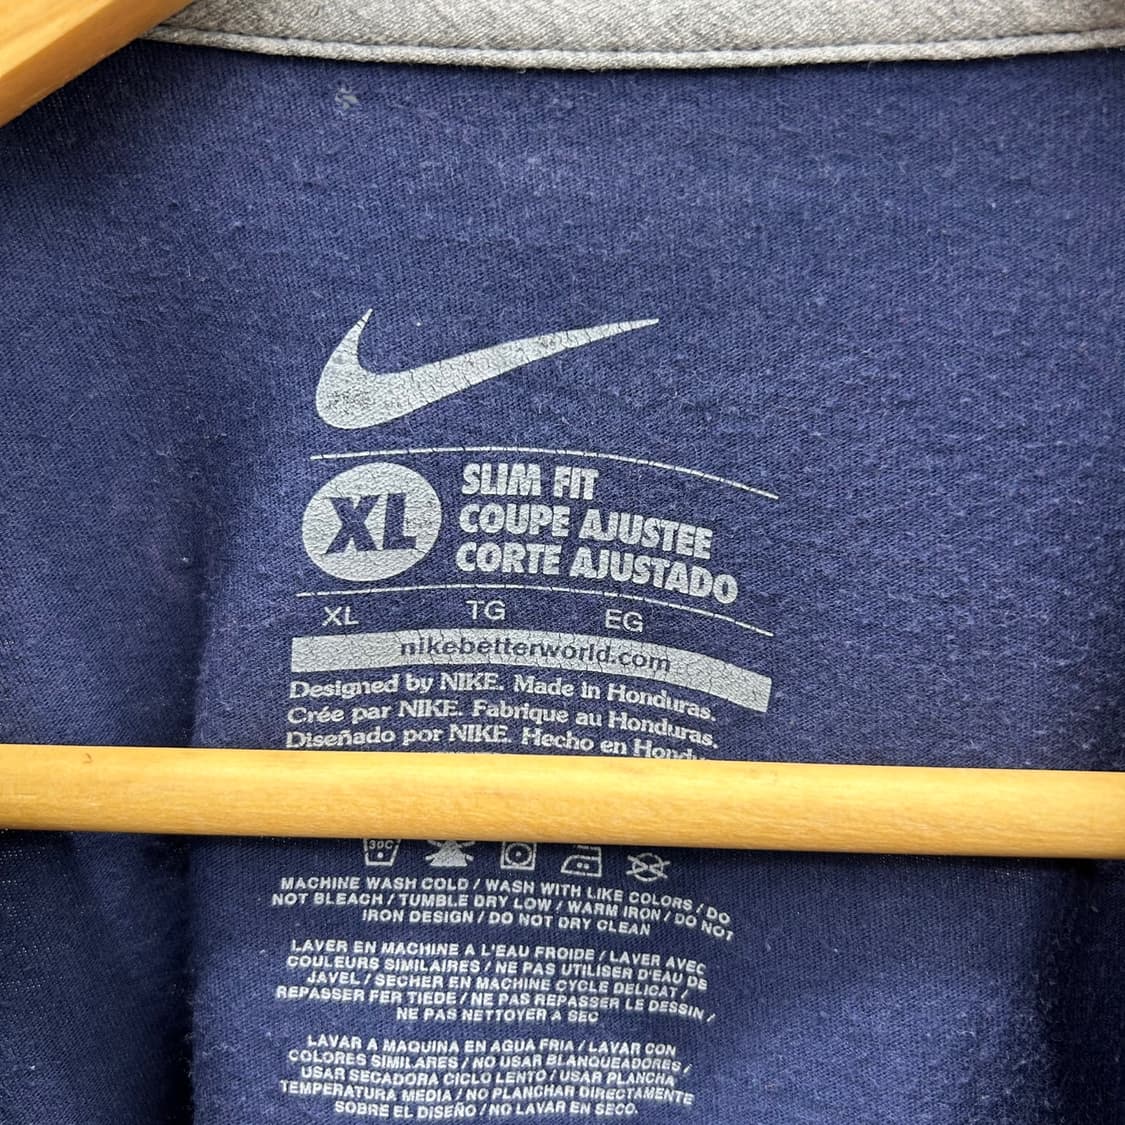 XL
SLIM FIT
COUPE AJUSTEE
CORTE AJUSTADO
XL TG EG
nikebetterworld.com
Designed by NIKE. Made in Honduras.
Crée par NIKE. Fabrique au Honduras.
Diseñado por NIKE. Hecho en
30C
MACHINE WASH COLD / WASH WITH LIKE COLORS / DO
NOT BLEACH / TUMBLE DRY LOW / WARM IRON / DO NOT
IRON DESIGN / DO NOT DRY CLEAN
LAVER EN MACHINE A L'EAU FROIDE / LAVER AVEC
COULEURS SIMILAIRES / NE PAS UTILISER D'EAU DE
JAVEL / SECHER EN MACHINE CYCLE DELICAT /
REPASSER FER TIEDE / NE PAS REPASSER LE DESSIN /
NE PAS NETTOYER A SEC
LAVAR A MAQUINA EN AGUA FRIA / LAVAR CON
COLORES SIMILARES / NO USAR BLANQUEADORES /
USAR SECADORA CICLO LENTO / USAR PLANCHA
TEMPERATURA MEDIA / NO PLANCHAR DIRECTAMENTE
SOBRE EL DISEÑO / NO LAVAR EN SECO.